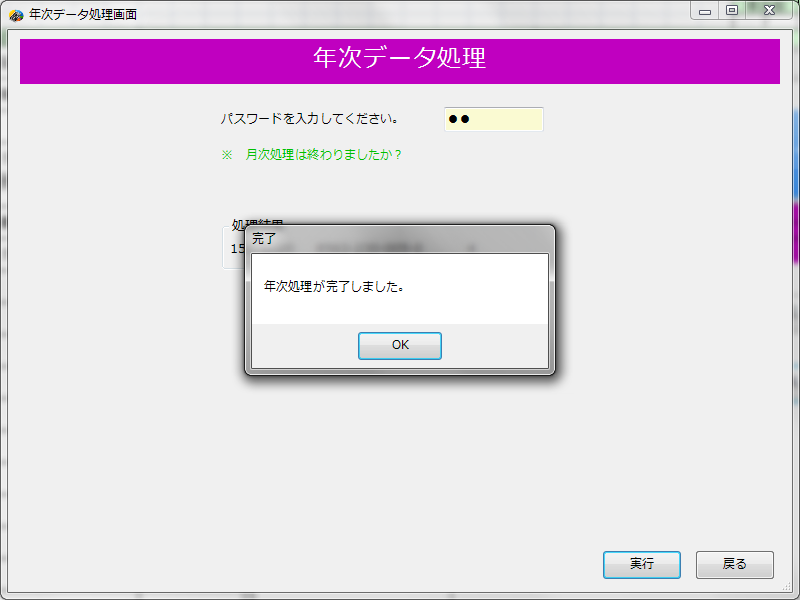 年次データ処理画面
年次データ処理
パスワードを入力してください。
※ 月次処理は終わりましたか？
処理結果
15
完了
年次処理が完了しました。
OK
実行
戻る